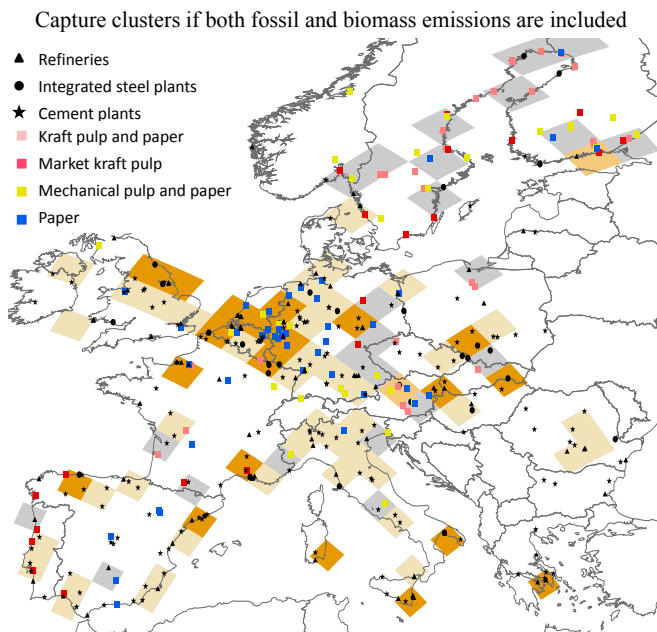 Capture clusters if both fossil and biomass emissions are included
Refineries
Integrated steel plants
Cement plants
Kraft pulp and paper
Market kraft pulp
Mechanical pulp and paper
Paper